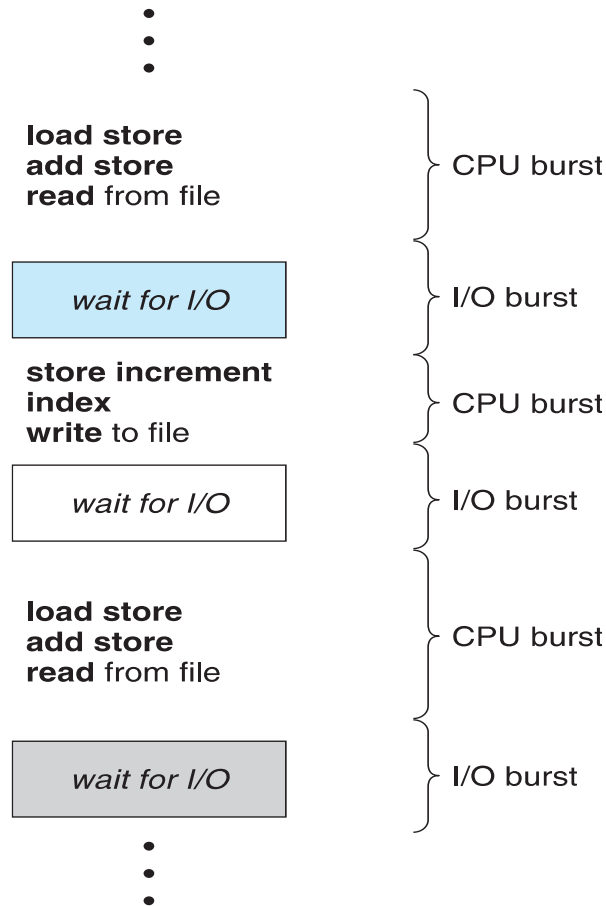 load store
add store
read from file
CPU burst
wait for I/O
I/O burst
store increment
index
write to file
CPU burst
wait for I/O
I/O burst
load store
add store
read from file
CPU burst
wait for I/O
I/O burst